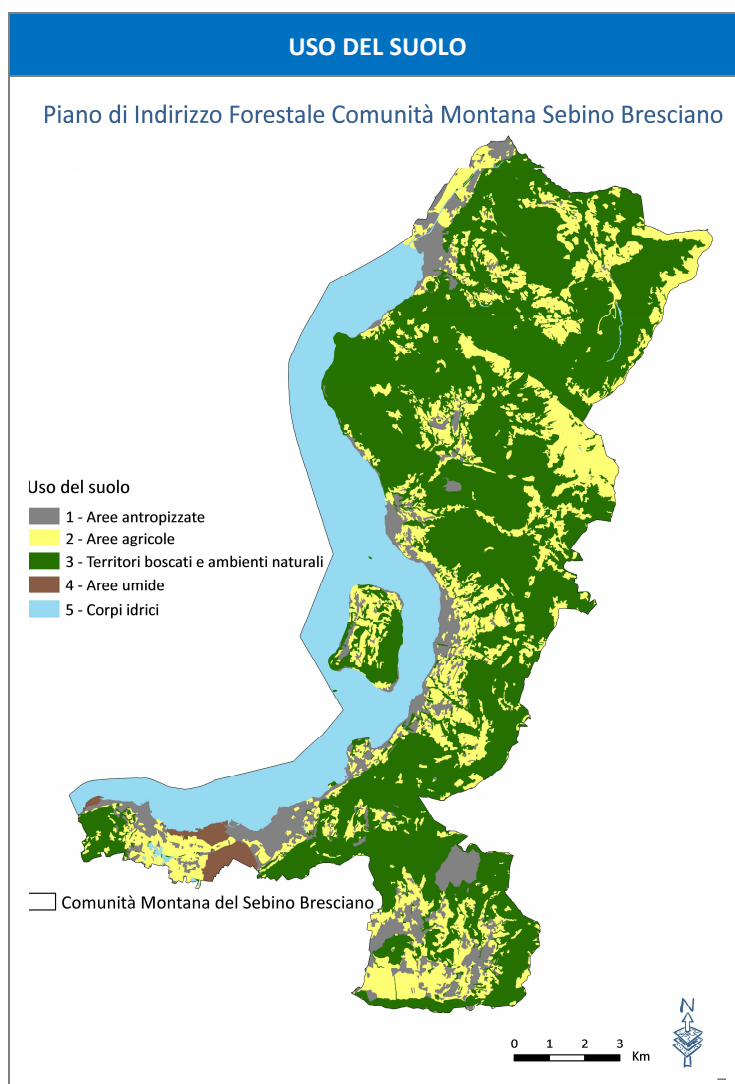 USO DEL SUOLO
Piano di Indirizzo Forestale Comunità Montana Sebino Bresciano
Uso del suolo
1 - Aree antropizzate
2 - Aree agricole
3 - Territori boscati e ambienti naturali
4 - Aree umide
5 - Corpi idrici
Comunità Montana del Sebino Bresciano
N
0 1 2 3
Km